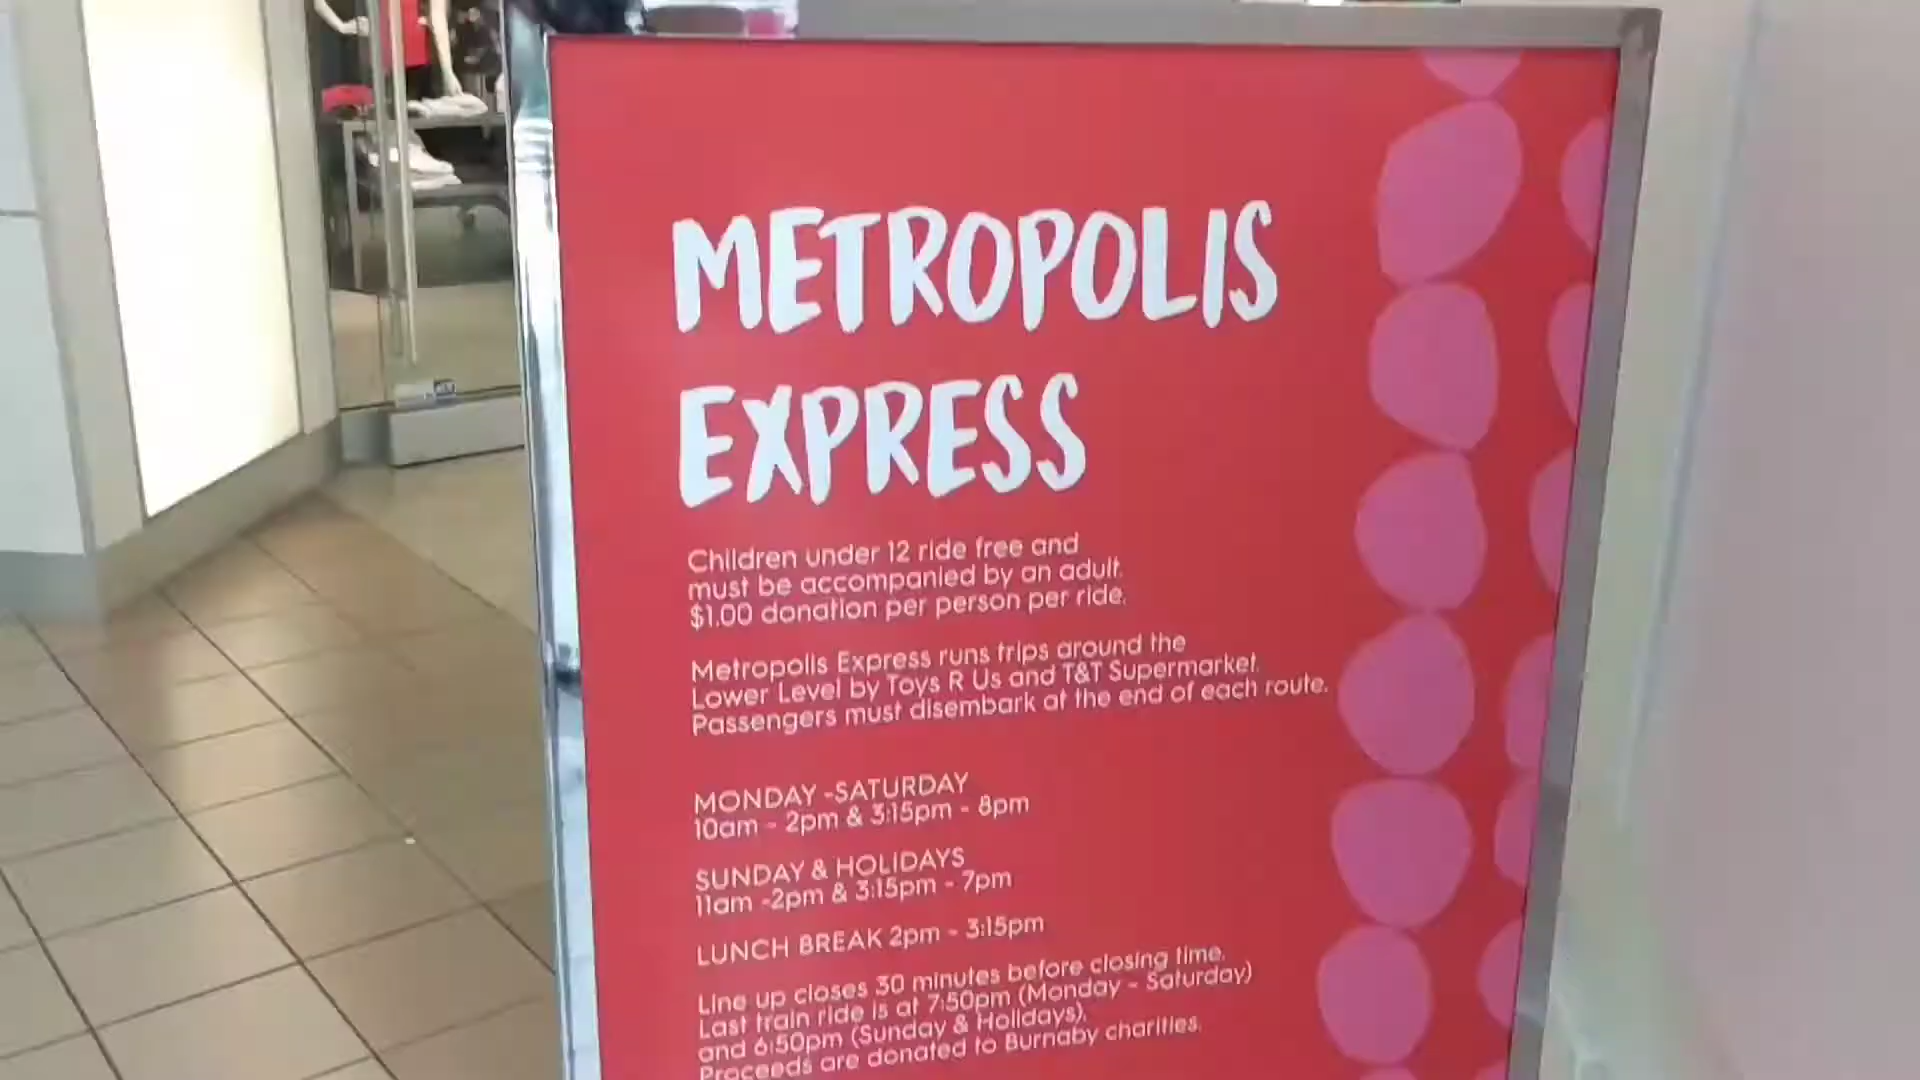 METROPOLIS
EXPRESS
Children under 12 ride free and
must be accompanied by an adult.
$1.00 donation per person per ride.
Metropolis Express runs trips around the
Lower Level by Toys R Us and T&T Supermarket.
Passengers must disembark at the end of each route.
MONDAY -SATURDAY
10am - 2pm & 3:15pm - 8pm
SUNDAY & HOLIDAYS
11am -2pm & 3:15pm - 7pm
LUNCH BREAK 2pm - 3:15pm
Line up closes 30 minutes before closing time.
Last train ride is at 7:50pm (Monday - Saturday)
and 6:50pm (Sunday & Holidays).
Proceeds are donated to Burnaby charities.